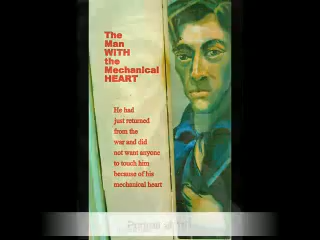 The
Man
WITH
the
Mechanical
HEART
He had
just returned
from the
war and did
not want anyone
to touch him
because of his
mechanical heart